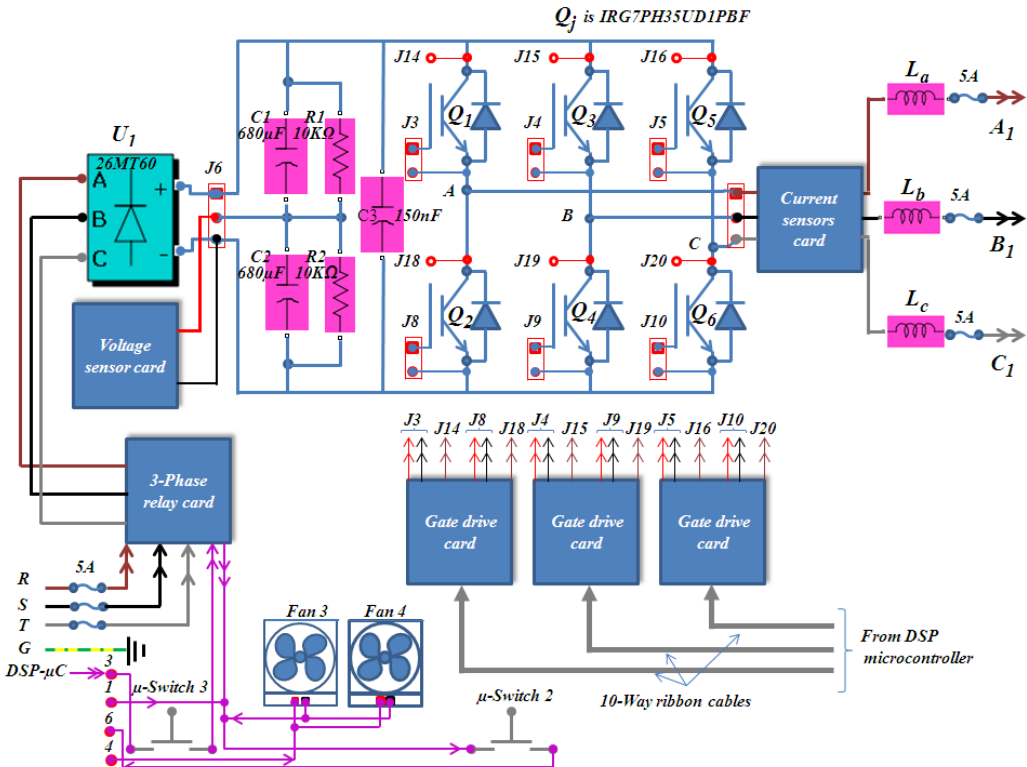 Qj is IRG7PH35UD1PBF
J14
J15
J16
La
5A
A1
C1
680µF
R1
10KΩ
J3
Q1
J4
Q3
J5
Q5
U1
26MT60
J6
A
B
C
+
-
C3
150nF
A
B
C
Current
sensors
card
Lb
5A
B1
C2
680µF
R2
10KΩ
J18
J19
J20
J8
Q2
J9
Q4
J10
Q6
Lc
5A
C1
Voltage
sensor card
J3
J14
J8
J18
J4
J15
J9
J19
J5
J16
J10
J20
3-Phase
relay card
Gate drive
card
Gate drive
card
Gate drive
card
R
5A
S
T
G
Fan 3
Fan 4
From DSP
microcontroller
DSP-µC
3
1
6
4
µ-Switch 3
µ-Switch 2
10-Way ribbon cables